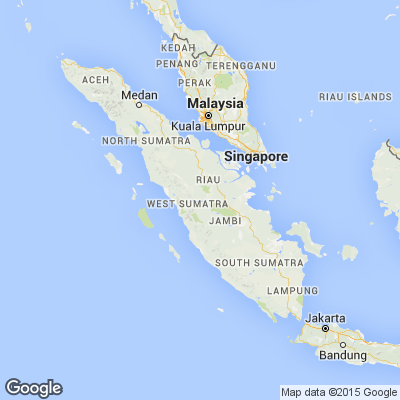 KEDAH
PENANG
TERENGGANU
ACEH
PERAK
Medan
Malaysia
RIAU ISLANDS
Kuala Lumpur
NORTH SUMATRA
Singapore
RIAU
WEST SUMATRA
JAMBI
SOUTH SUMATRA
LAMPUNG
Jakarta
Bandung
Google
Map data ©2015 Google